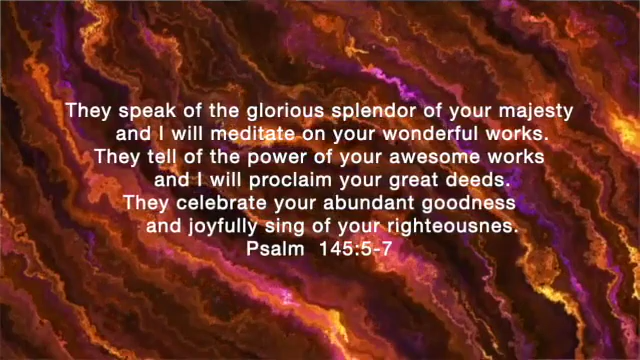 They speak of the glorious splendor of your majesty
and I will meditate on your wonderful works.
They tell of the power of your awesome works
and I will proclaim your great deeds.
They celebrate your abundant goodness
and joyfully sing of your righteousnes.
Psalm 145:5-7